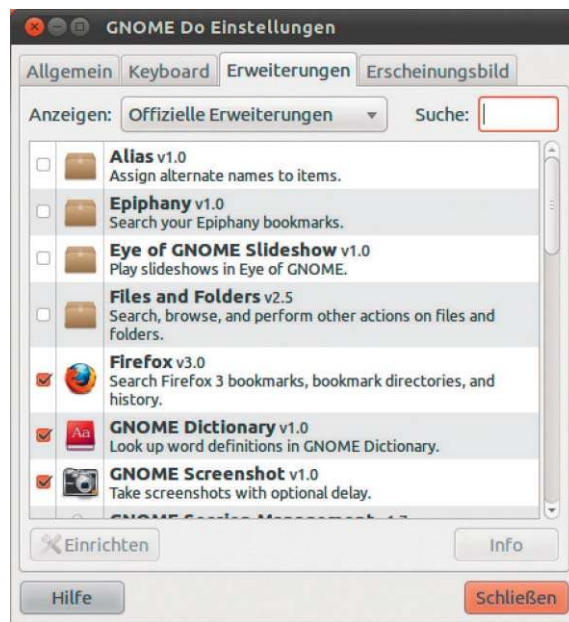 GNOME Do Einstellungen
Allgemein Keyboard Erweiterungen Erscheinungsbild
Anzeigen: Offizielle Erweiterungen Suche:
Alias v1.0
Assign alternate names to items.
Epiphany v1.0
Search your Epiphany bookmarks.
Eye of GNOME Slideshow v1.0
Play slideshows in Eye of GNOME.
Files and Folders v2.5
Search, browse, and perform other actions on files and
folders.
Firefox v3.0
Search Firefox 3 bookmarks, bookmark directories, and
history.
Aa
GNOME Dictionary v1.0
Look up word definitions in GNOME Dictionary.
GNOME Screenshot v1.0
Take screenshots with optional delay.
GNOME Session Management
Einrichten Info
Hilfe Schließen